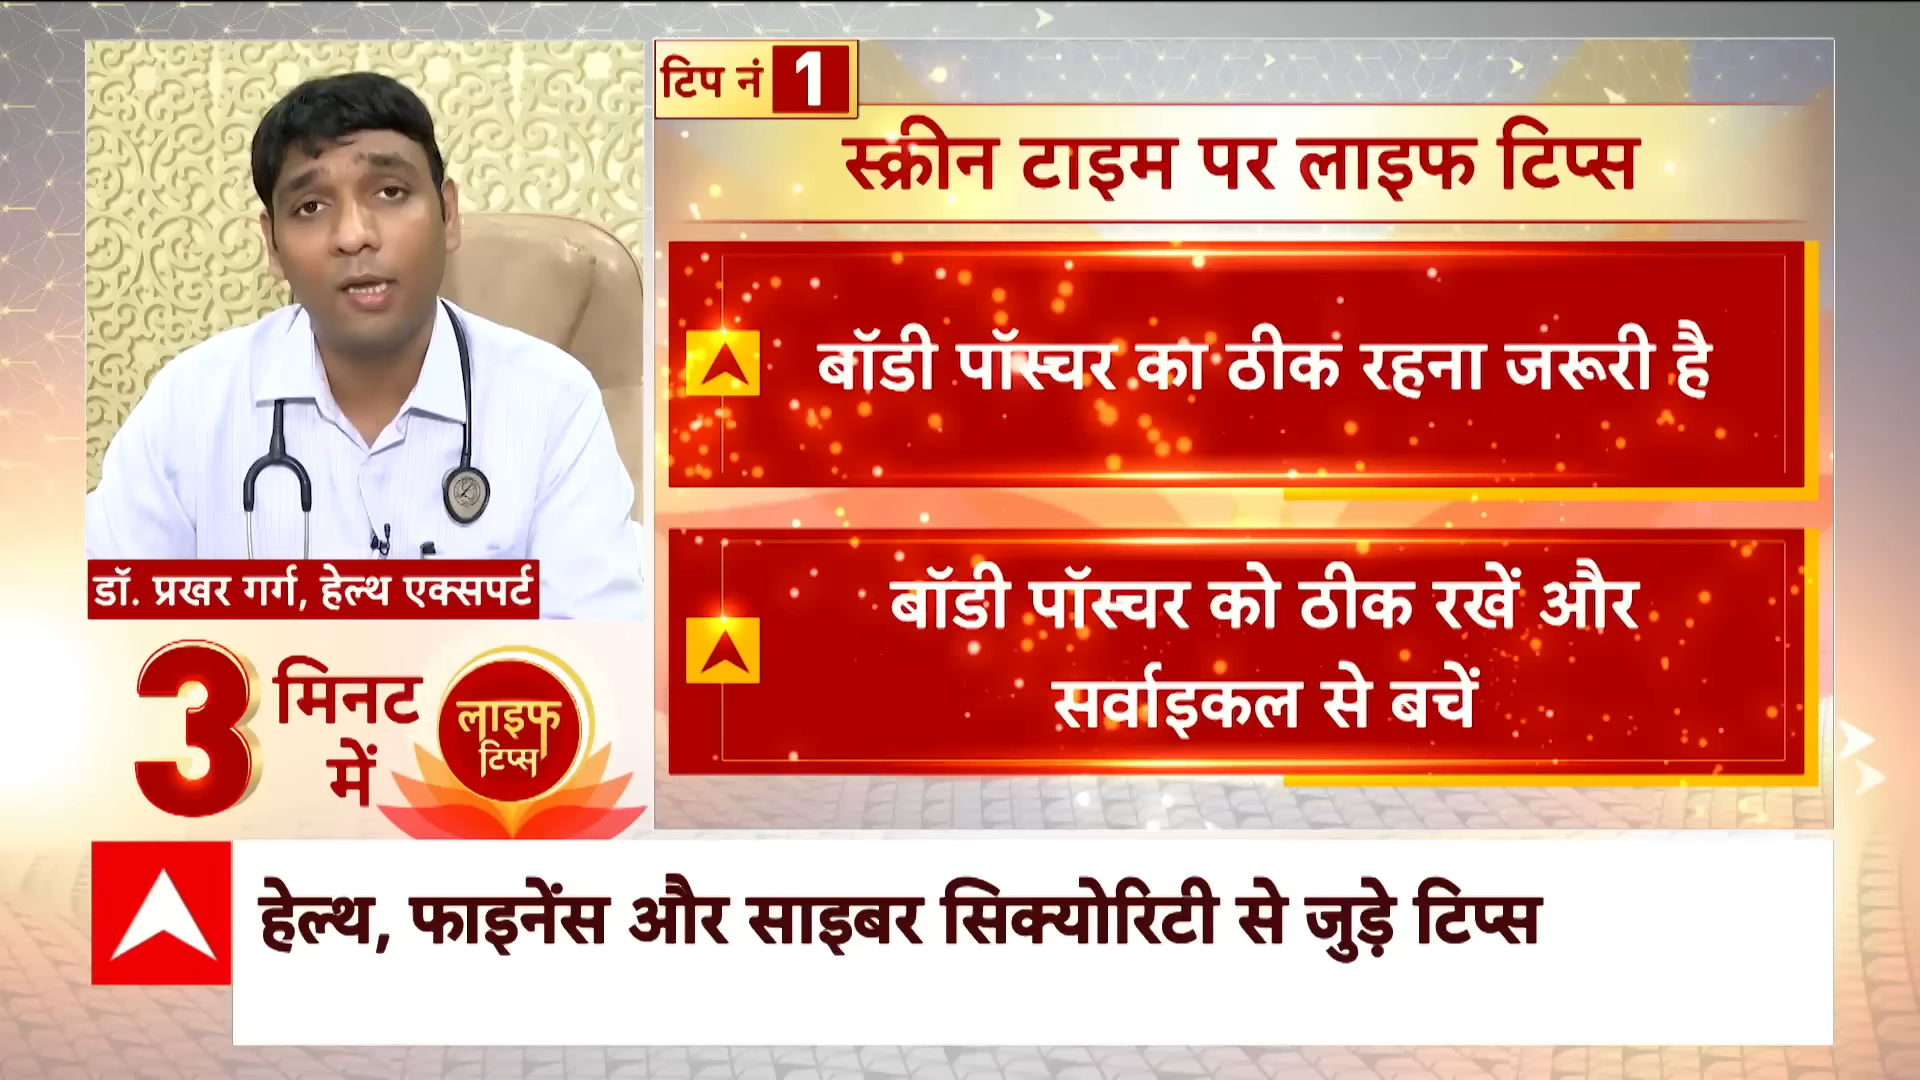 टिप नं 1
स्क्रीन टाइम पर लाइफ टिप्स
बॉडी पॉस्चर का ठीक रहना जरूरी है
बॉडी पॉस्चर को ठीक रखें और
सर्वाइकल से बचें
डॉ. प्रखर गर्ग, हेल्थ एक्सपर्ट
3 मिनट
में
लाइफ
टिप्स
हेल्थ, फाइनेंस और साइबर सिक्योरिटी से जुड़े टिप्स